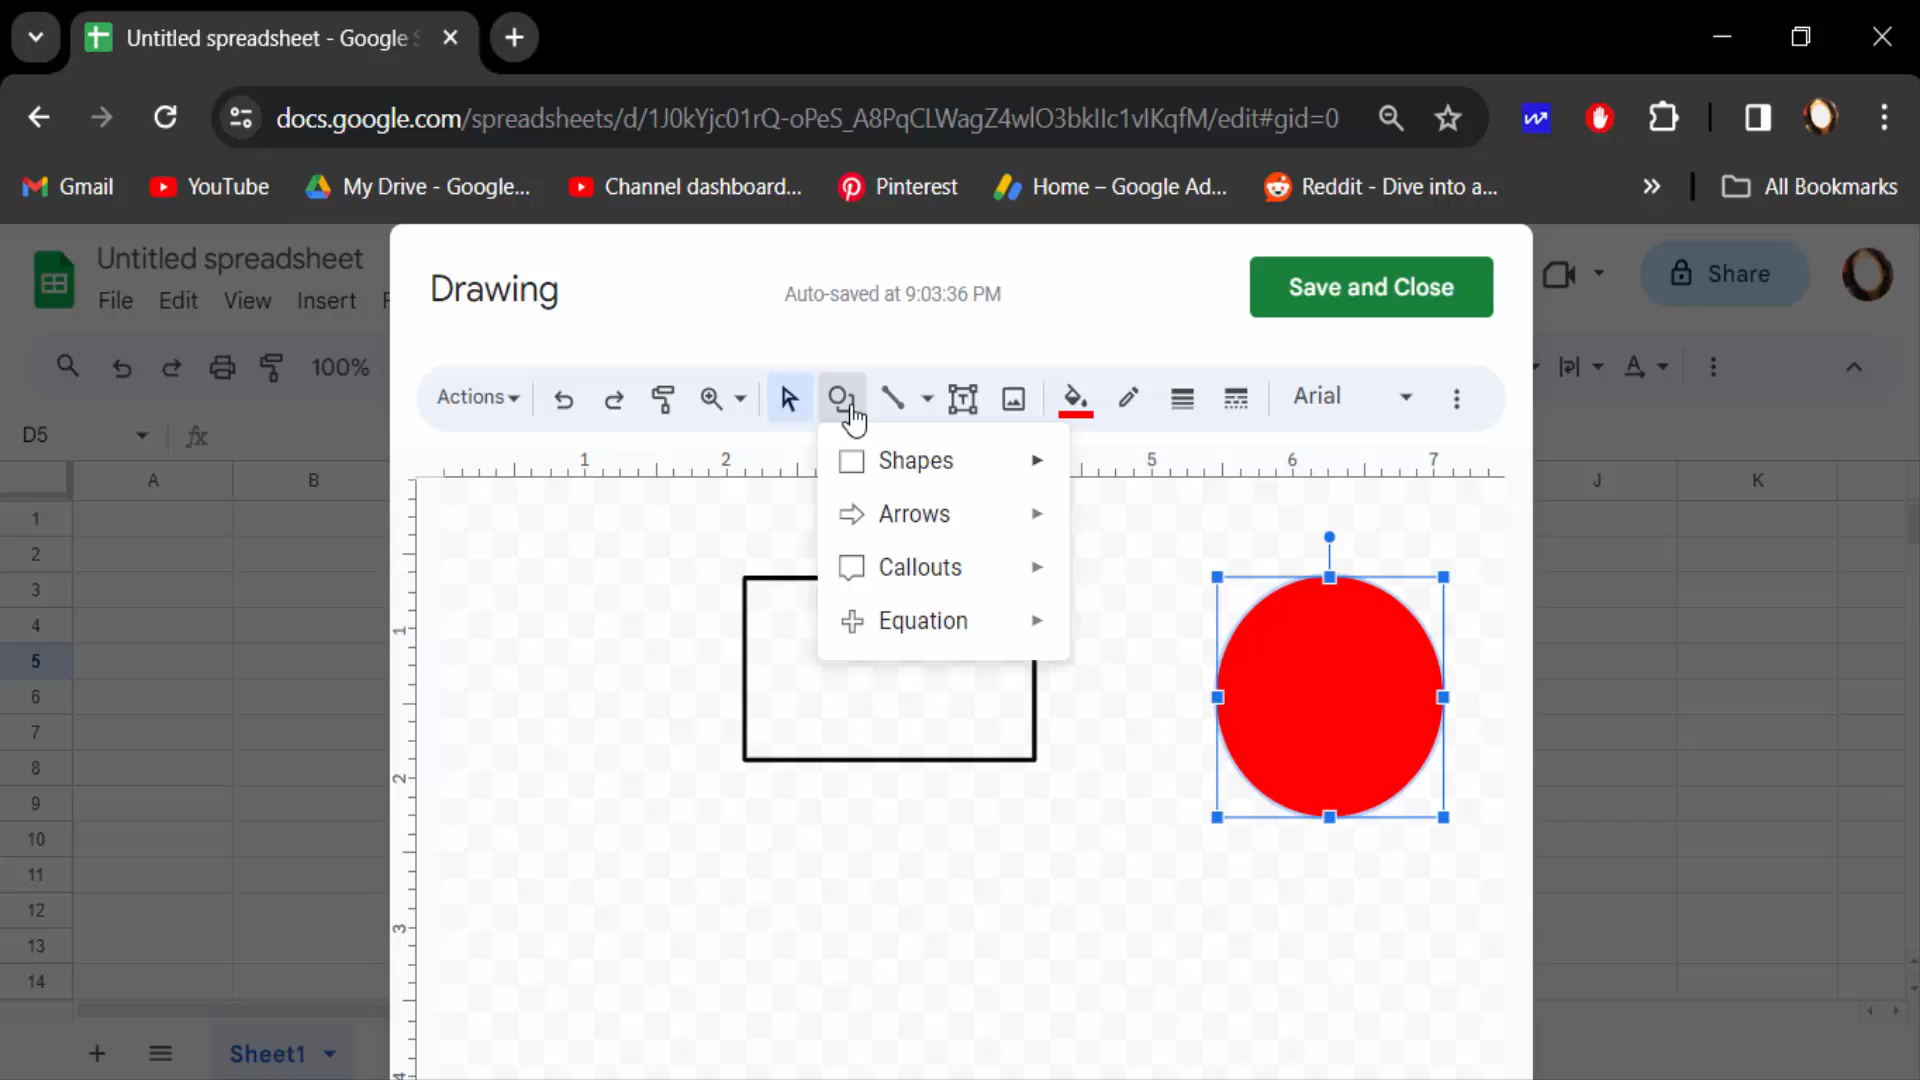 Untitled spreadsheet - Google S
docs.google.com/spreadsheets/d/1J0kYjc01rQ-oPeS_A8PqCLWagZ4wlO3bkIIc1vIKqfM/edit#gid=0
Gmail YouTube My Drive - Google... Channel dashboard... Pinterest Home – Google Ad... Reddit - Dive into a... » All Bookmarks
Untitled spreadsheet
File Edit View Insert F
Share
Drawing
Auto-saved at 9:03:36 PM
Save and Close
100%
Actions
Arial
D5
fx
A B J K
1
2
3
4
5
6
7
8
9
10
11
12
13
14
1 2 5 6 7
1
2
3
4
Shapes
Arrows
Callouts
Equation
Sheet1